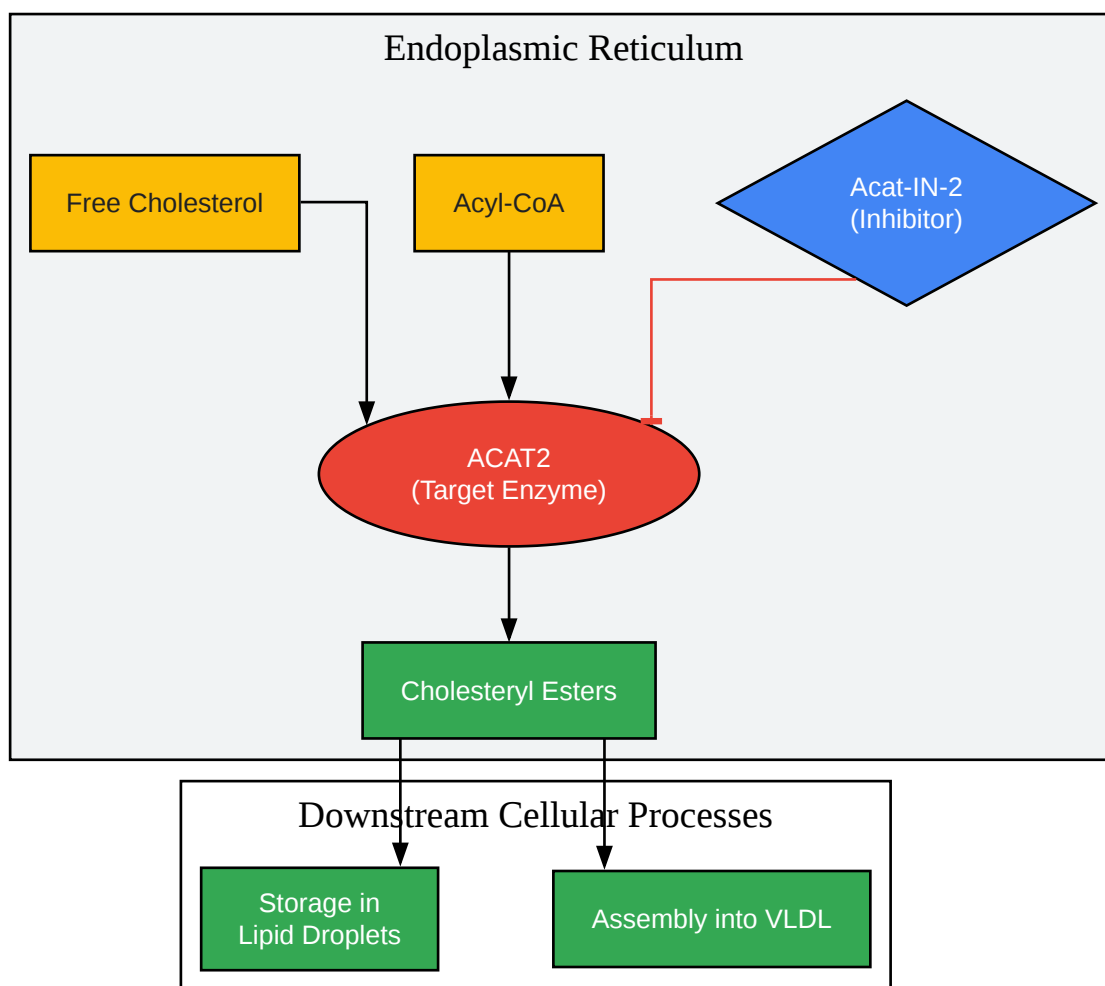 Endoplasmic Reticulum
Free Cholesterol
Acyl-CoA
Acat-IN-2
(Inhibitor)
ACAT2
(Target Enzyme)
Cholesteryl Esters
Downstream Cellular Processes
Storage in
Lipid Droplets
Assembly into VLDL